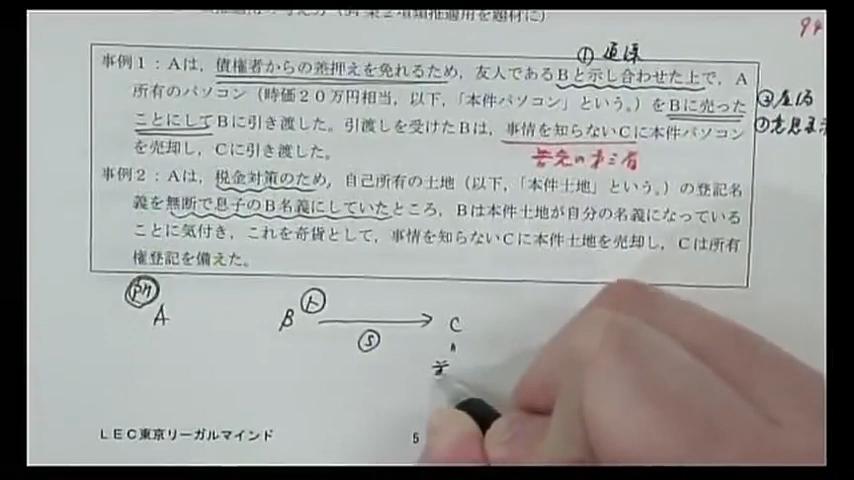 94
①通謀
事例1：Aは，債権者からの差押えを免れるため，友人であるBと示し合わせた上で，A
所有のパソコン（時価20万円相当，以下，「本件パソコン」という。）をBに売った
ことにしてBに引き渡した。引渡しを受けたBは，事情を知らないCに本件パソコン
を売却し，Cに引き渡した。
善意の第三者
事例2：Aは，税金対策のため，自己所有の土地（以下，「本件土地」という。）の登記名
義を無断で息子のB名義にしていたところ，Bは本件土地が自分の名義になっている
ことに気付き，これを奇貨として，事情を知らないCに本件土地を売却し，Cは所有
権登記を備えた。
A B ト C
S
LEC東京リーガルマインド 5